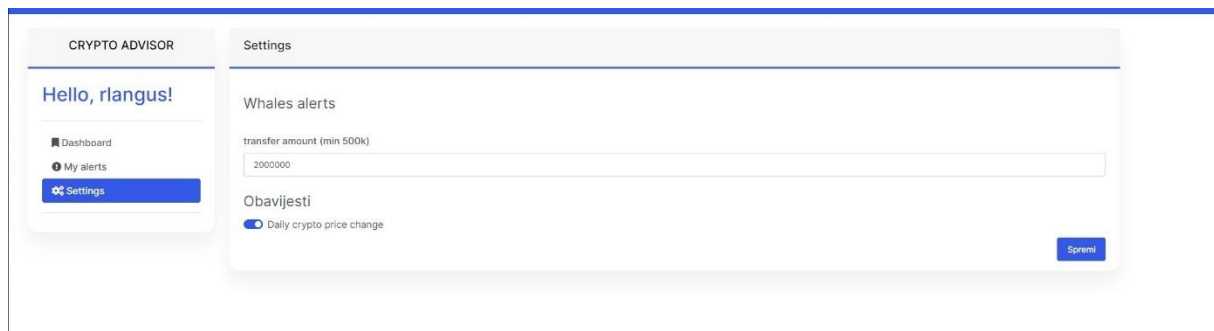 CRYPTO ADVISOR
Hello, rlangus!
Dashboard
My alerts
Settings
Settings
Whales alerts
transfer amount (min 500k)
2000000
Obavijesti
Daily crypto price change
Spremi